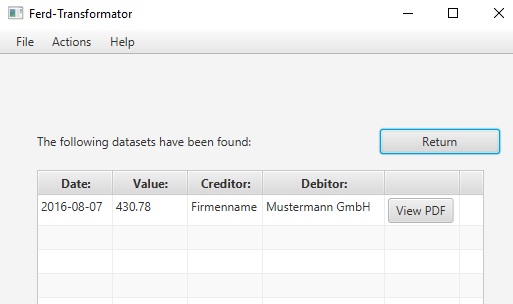 Ferd-Transformator
File Actions Help
The following datasets have been found: Return
Date: Value: Creditor: Debitor:
2016-08-07 430.78 Firmenname Mustermann GmbH View PDF